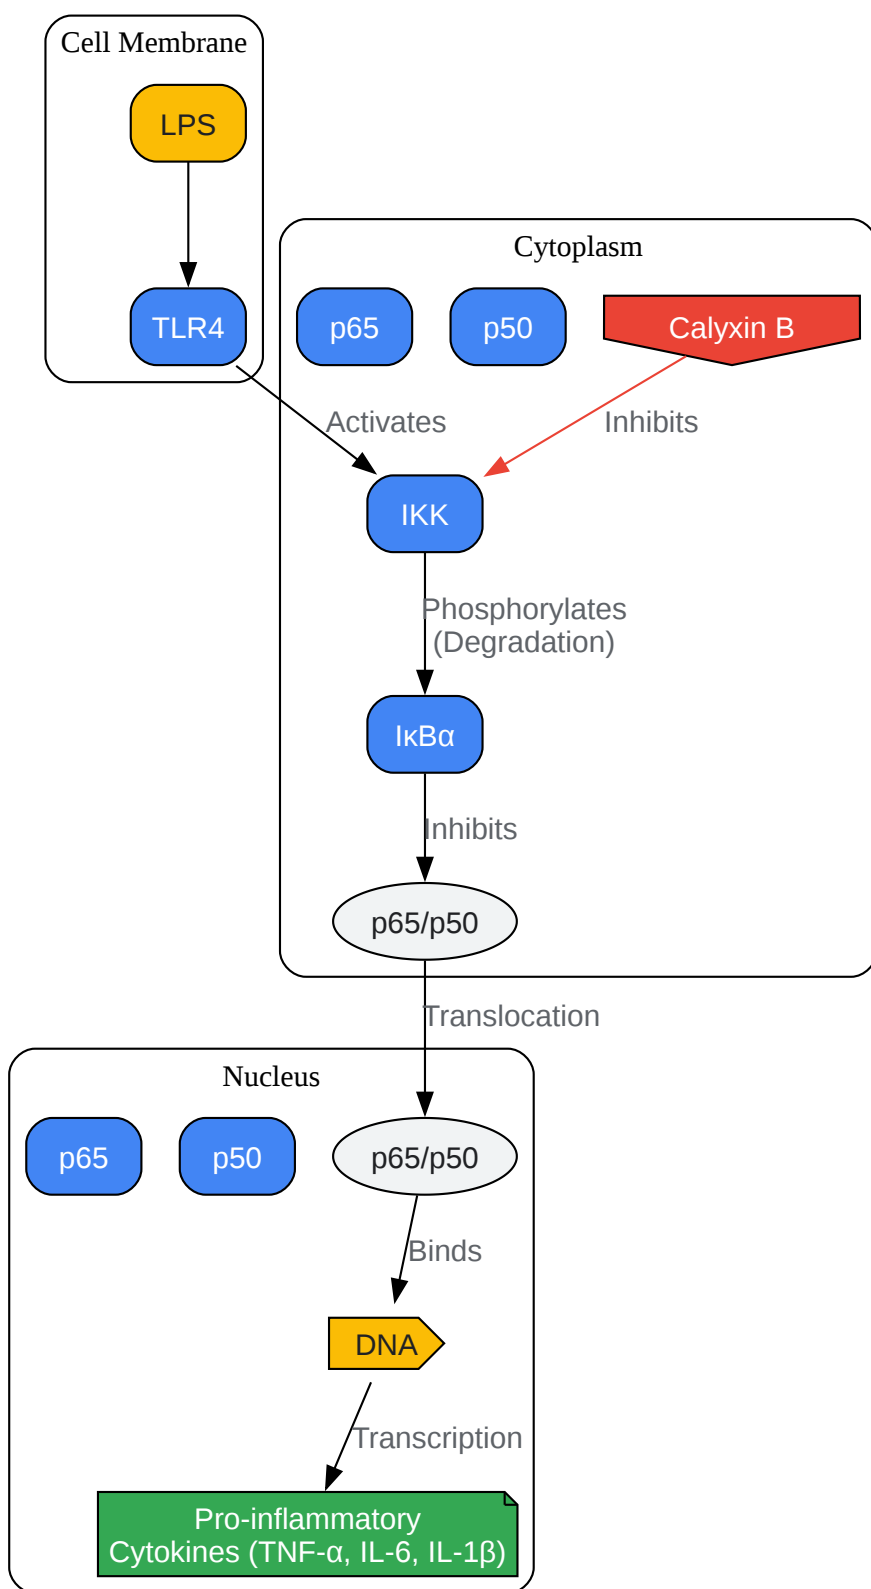 Cell Membrane
LPS
TLR4
Cytoplasm
p65
p50
Calyxin B
Activates
Inhibits
IKK
Phosphorylates
(Degradation)
IκBα
Inhibits
p65/p50
Translocation
Nucleus
p65
p50
p65/p50
Binds
DNA
Transcription
Pro-inflammatory
Cytokines (TNF-α, IL-6, IL-1β)